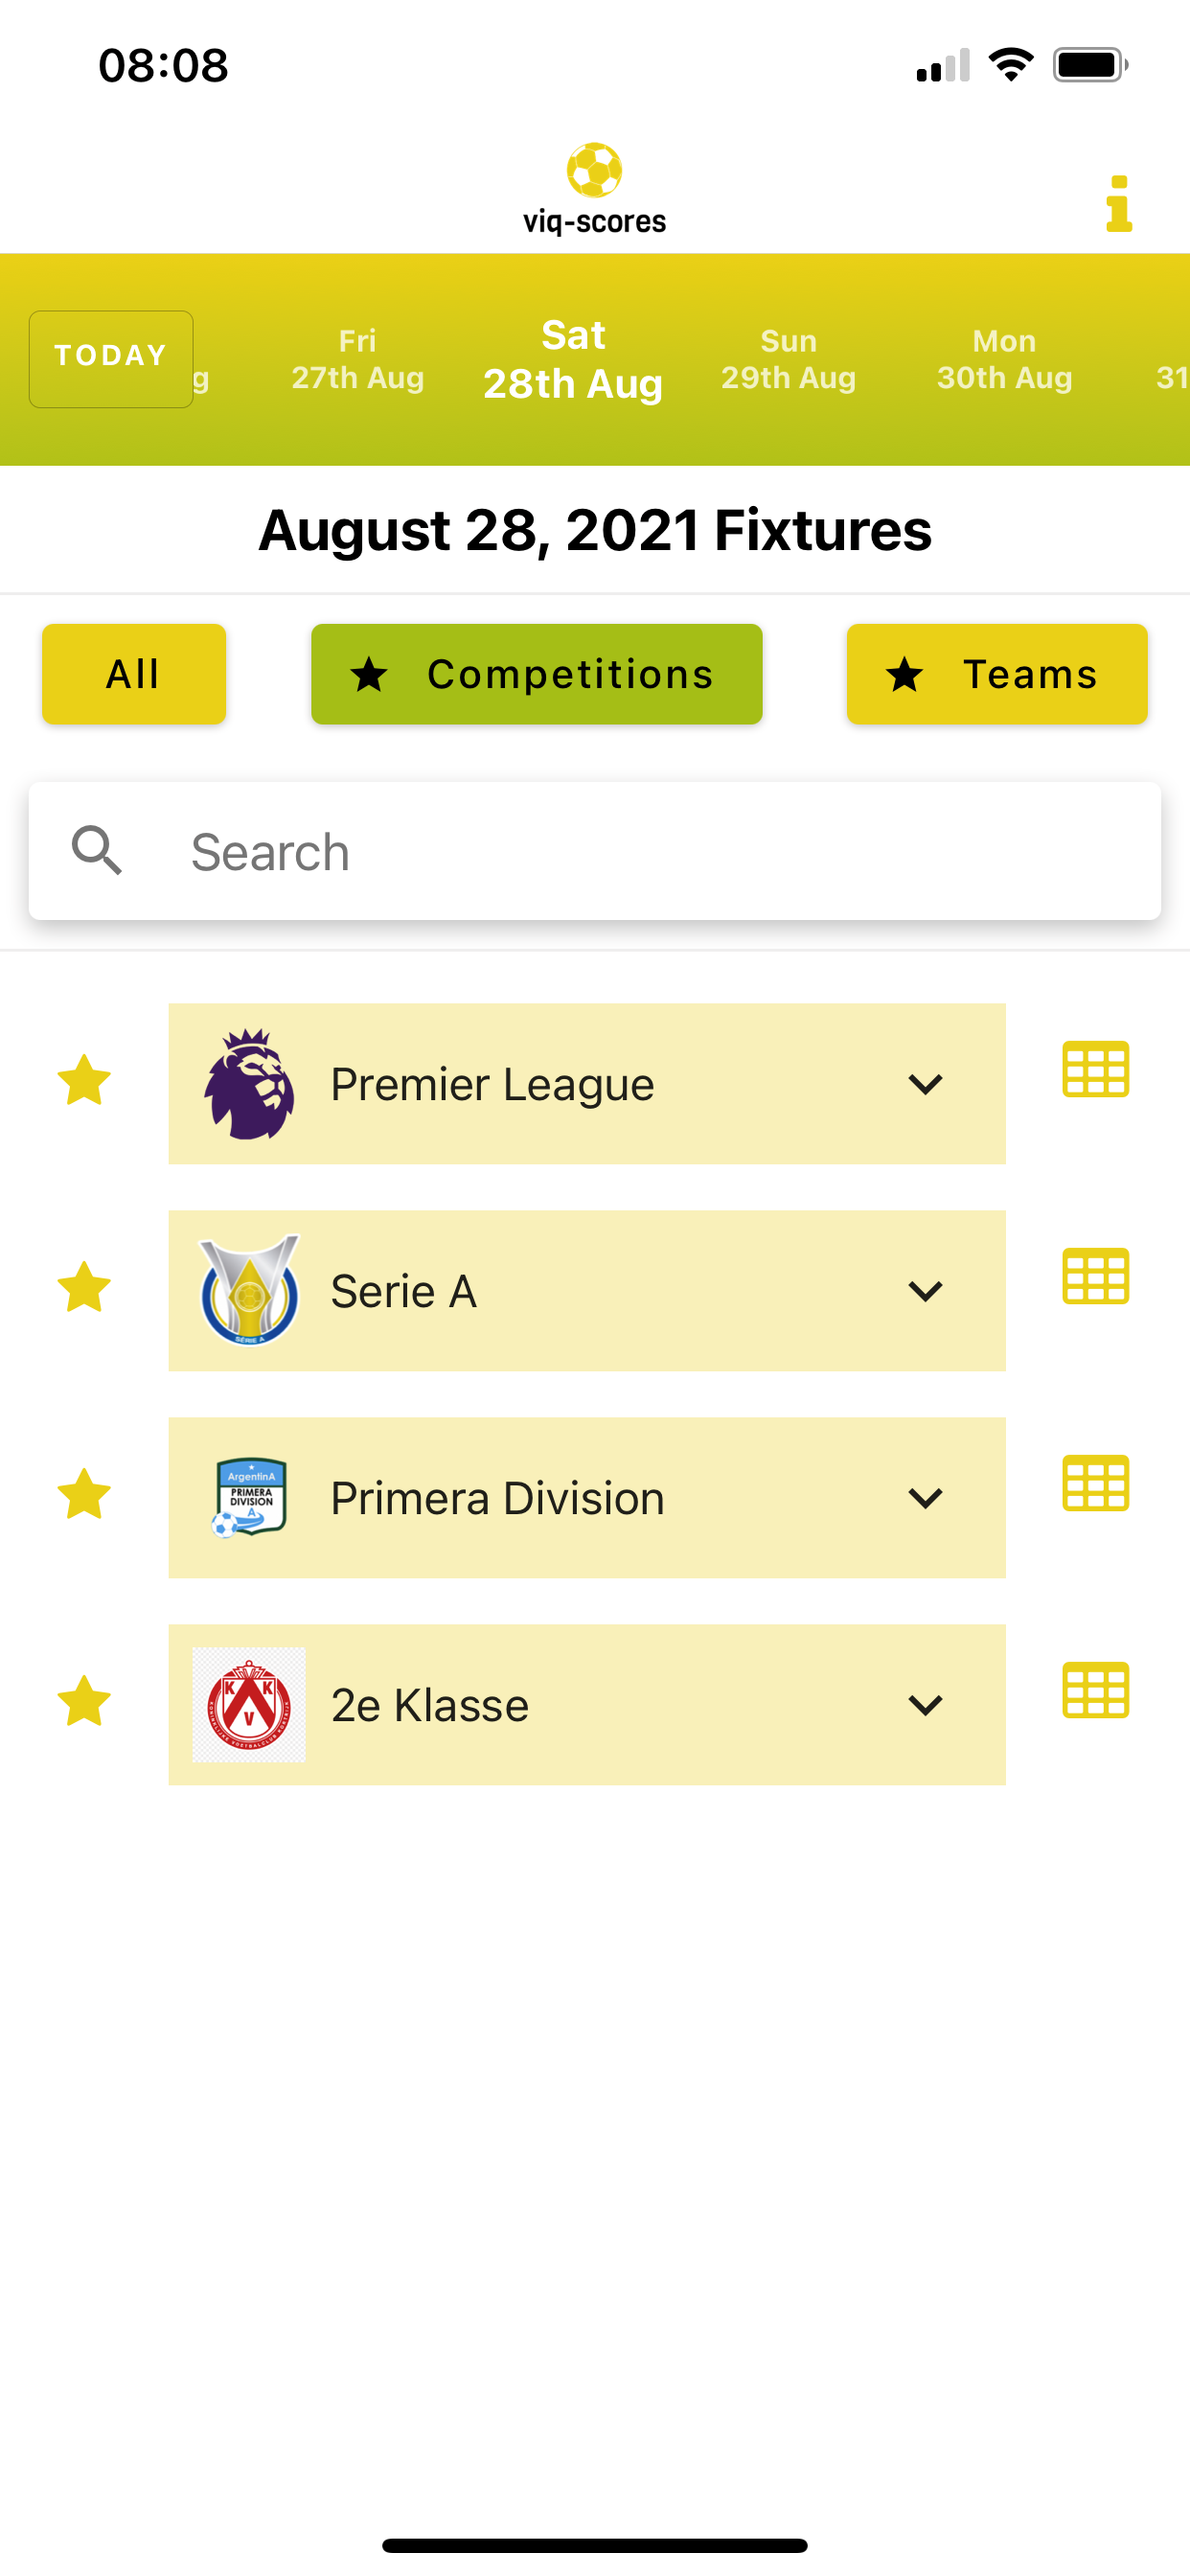 08:08
viq-scores
TODAY
g
Fri
27th Aug
Sat
28th Aug
Sun
29th Aug
Mon
30th Aug
31
August 28, 2021 Fixtures
All
Competitions
Teams
Search
Premier League
SERIE A
Serie A
ArgentinA
PRIMERA
DIVISION
A
Primera Division
K K
V
2e Klasse